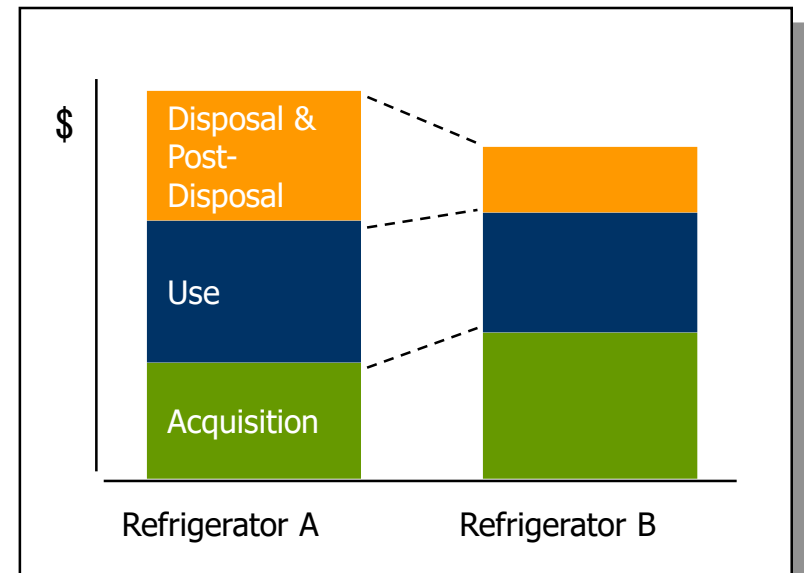 $
Disposal &
Post-
Disposal
Use
Acquisition
Refrigerator A
Refrigerator B